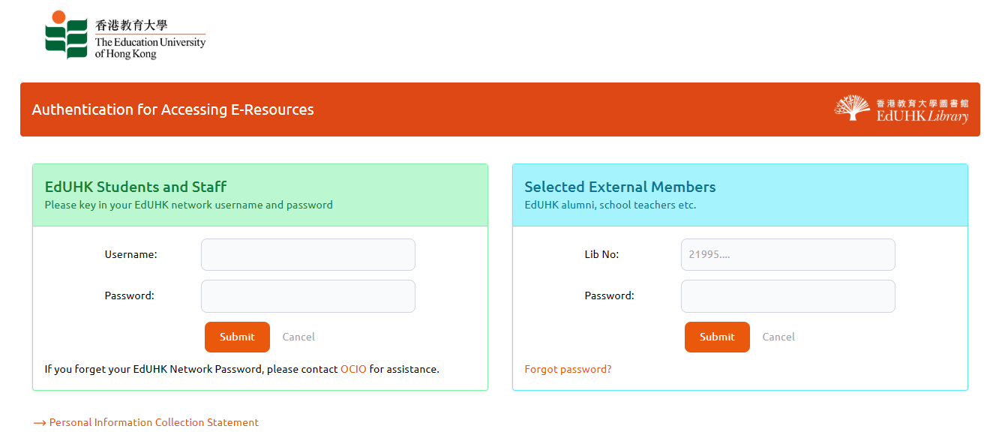 香港教育大學
The Education University
of Hong Kong
Authentication for Accessing E-Resources
香港教育大學圖書館
EdUHK Library
EdUHK Students and Staff
Please key in your EdUHK network username and password
Username:
Password:
Submit Cancel
If you forget your EdUHK Network Password, please contact OCIO for assistance.
Selected External Members
EdUHK alumni, school teachers etc.
Lib No: 21995....
Password:
Submit Cancel
Forgot password?
→ Personal Information Collection Statement